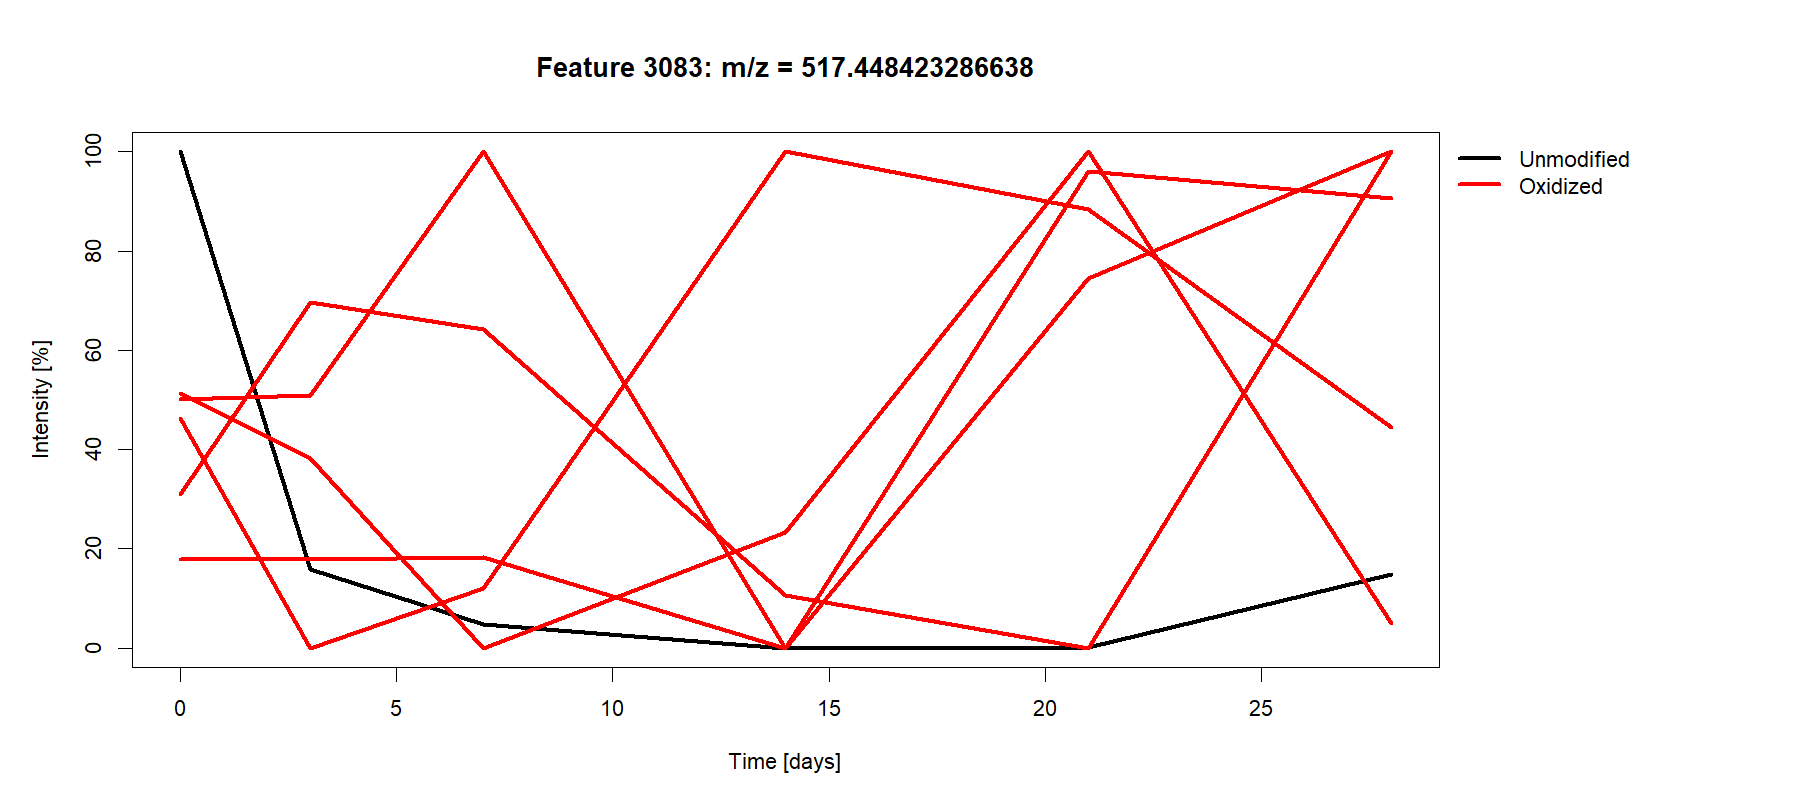 Feature 3083: m/z = 517.448423286638
Unmodified
Oxidized
Intensity [%]
100
80
60
40
20
0
0 5 10 15 20 25
Time [days]